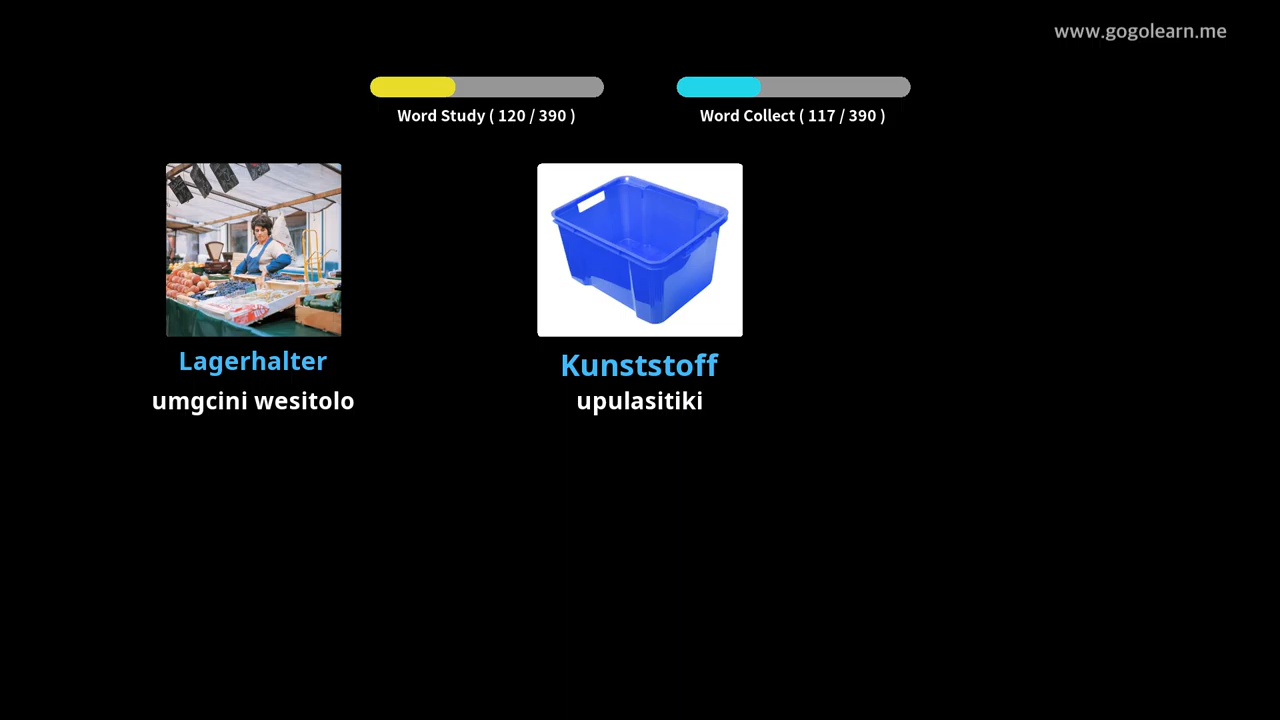 www.gogolearn.me
Word Study ( 120 / 390 )
Word Collect ( 117 / 390 )
Lagerhalter
umgcini wesitolo
Kunststoff
upulasitiki